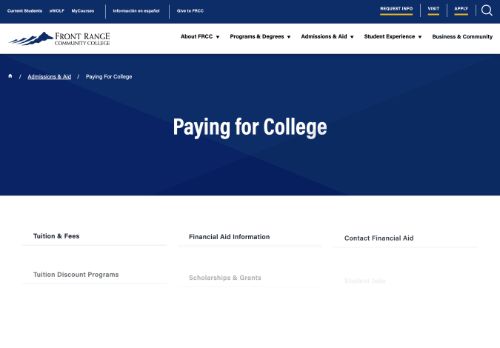 Current Students eWOLF MyCourses Información en español Give to FRCC REQUEST INFO VISIT APPLY
FRONT RANGE
COMMUNITY COLLEGE
About FRCC Programs & Degrees Admissions & Aid Student Experience Business & Community
/ Admissions & Aid / Paying For College
Paying for College
Tuition & Fees Financial Aid Information Contact Financial Aid
Tuition Discount Programs Scholarships & Grants Student Jobs